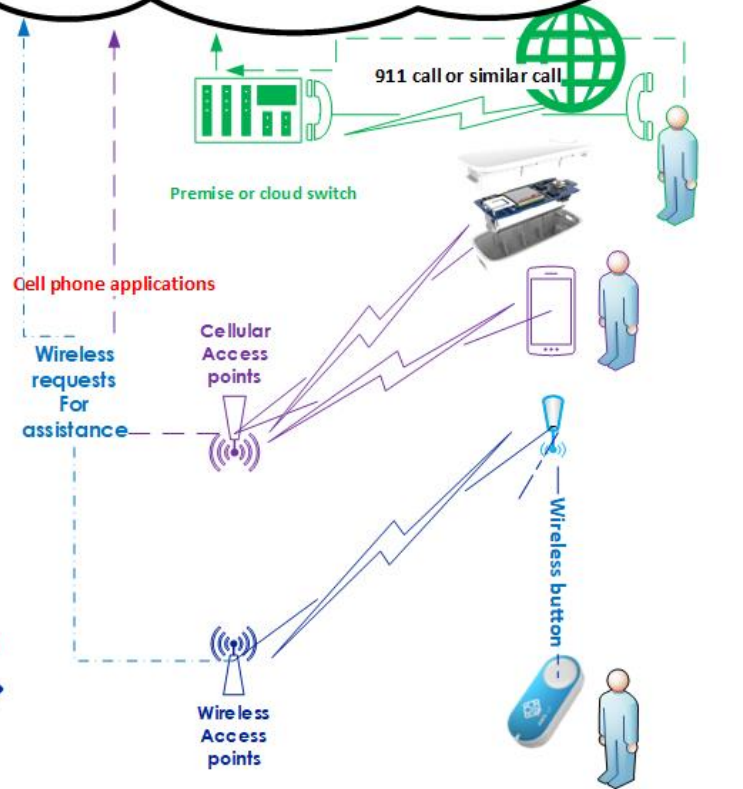 911 call or similar call
Premise or cloud switch
Cell phone applications
Cellular
Access
points
Wireless
requests
For
assistance
Wireless button
Wireless
Access
points